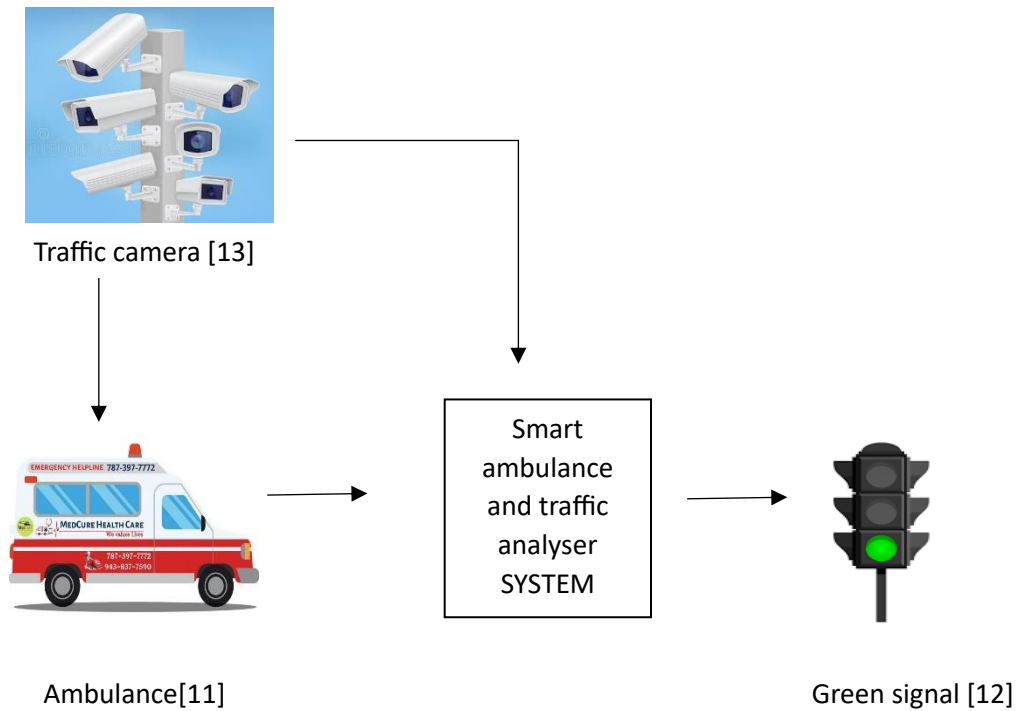 Traffic camera [13]
EMERGENCY HELPLINE 787-397-7772
MEDCURE HEALTH CARE
We values Lives
787-397-7772
943-837-7590
Smart
ambulance
and traffic
analyser
SYSTEM
Ambulance[11]
Green signal [12]